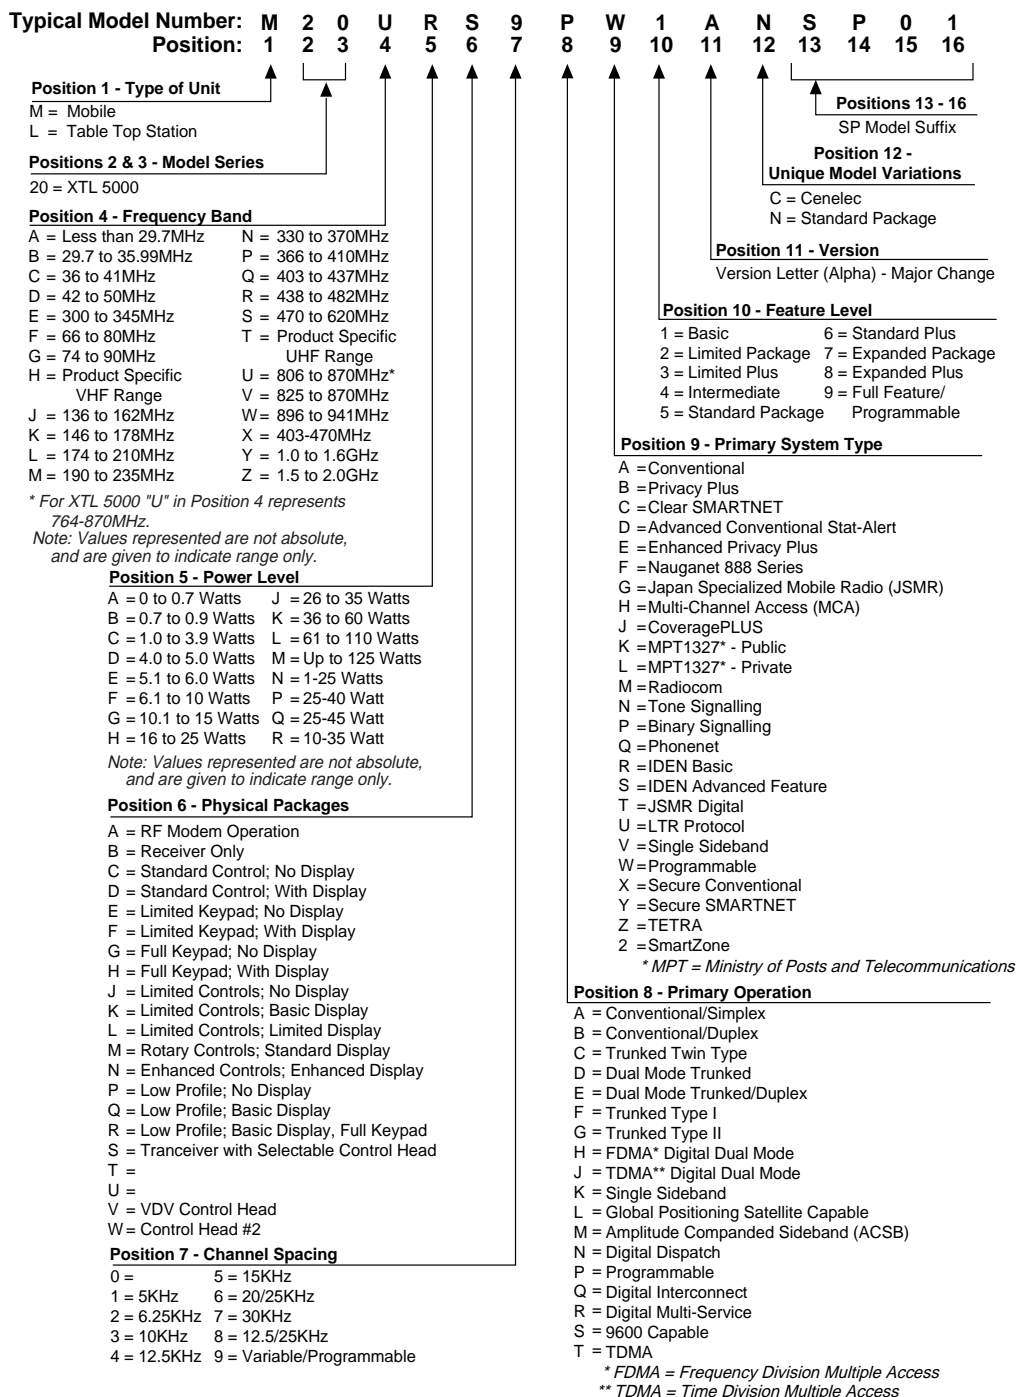 Typical Model Number: M 2 0 U R S 9 P W 1 A N S P 0 1
Position: 1 2 3 4 5 6 7 8 9 10 11 12 13 14 15 16
Position 1 - Type of Unit
M = Mobile
L = Table Top Station
Positions 2 & 3 - Model Series
20 = XTL 5000
Position 4 - Frequency Band
A = Less than 29.7MHz
B = 29.7 to 35.99MHz
C = 36 to 41MHz
D = 42 to 50MHz
E = 300 to 345MHz
F = 66 to 80MHz
G = 74 to 90MHz
H = Product Specific
VHF Range
J = 136 to 162MHz
K = 146 to 178MHz
L = 174 to 210MHz
M = 190 to 235MHz
N = 330 to 370MHz
P = 366 to 410MHz
Q = 403 to 437MHz
R = 438 to 482MHz
S = 470 to 620MHz
T = Product Specific
UHF Range
U = 806 to 870MHz*
V = 825 to 870MHz
W = 896 to 941MHz
X = 403-470MHz
Y = 1.0 to 1.6GHz
Z = 1.5 to 2.0GHz
* For XTL 5000 "U" in Position 4 represents
764-870MHz.
Note: Values represented are not absolute,
and are given to indicate range only.
Position 5 - Power Level
A = 0 to 0.7 Watts
B = 0.7 to 0.9 Watts
C = 1.0 to 3.9 Watts
D = 4.0 to 5.0 Watts
E = 5.1 to 6.0 Watts
F = 6.1 to 10 Watts
G = 10.1 to 15 Watts
H = 16 to 25 Watts
J = 26 to 35 Watts
K = 36 to 60 Watts
L = 61 to 110 Watts
M = Up to 125 Watts
N = 1-25 Watts
P = 25-40 Watt
Q = 25-45 Watt
R = 10-35 Watt
Note: Values represented are not absolute,
and are given to indicate range only.
Position 6 - Physical Packages
A = RF Modem Operation
B = Receiver Only
C = Standard Control; No Display
D = Standard Control; With Display
E = Limited Keypad; No Display
F = Limited Keypad; With Display
G = Full Keypad; No Display
H = Full Keypad; With Display
J = Limited Controls; No Display
K = Limited Controls; Basic Display
L = Limited Controls; Limited Display
M = Rotary Controls; Standard Display
N = Enhanced Controls; Enhanced Display
P = Low Profile; No Display
Q = Low Profile; Basic Display
R = Low Profile; Basic Display, Full Keypad
S = Tranceiver with Selectable Control Head
T =
U =
V = VDV Control Head
W = Control Head #2
Position 7 - Channel Spacing
0 =
1 = 5KHz
2 = 6.25KHz
3 = 10KHz
4 = 12.5KHz
5 = 15KHz
6 = 20/25KHz
7 = 30KHz
8 = 12.5/25KHz
9 = Variable/Programmable
Positions 13 - 16
SP Model Suffix
Position 12 -
Unique Model Variations
C = Cenelec
N = Standard Package
Position 11 - Version
Version Letter (Alpha) - Major Change
Position 10 - Feature Level
1 = Basic
2 = Limited Package
3 = Limited Plus
4 = Intermediate
5 = Standard Package
6 = Standard Plus
7 = Expanded Package
8 = Expanded Plus
9 = Full Feature/
Programmable
Position 9 - Primary System Type
A = Conventional
B = Privacy Plus
C = Clear SMARTNET
D = Advanced Conventional Stat-Alert
E = Enhanced Privacy Plus
F = Nauganet 888 Series
G = Japan Specialized Mobile Radio (JSMR)
H = Multi-Channel Access (MCA)
J = CoveragePLUS
K = MPT1327* - Public
L = MPT1327* - Private
M = Radiocom
N = Tone Signalling
P = Binary Signalling
Q = Phonenet
R = IDEN Basic
S = IDEN Advanced Feature
T = JSMR Digital
U = LTR Protocol
V = Single Sideband
W = Programmable
X = Secure Conventional
Y = Secure SMARTNET
Z = TETRA
2 = SmartZone
* MPT = Ministry of Posts and Telecommunications
Position 8 - Primary Operation
A = Conventional/Simplex
B = Conventional/Duplex
C = Trunked Twin Type
D = Dual Mode Trunked
E = Dual Mode Trunked/Duplex
F = Trunked Type I
G = Trunked Type II
H = FDMA* Digital Dual Mode
J = TDMA** Digital Dual Mode
K = Single Sideband
L = Global Positioning Satellite Capable
M = Amplitude Companded Sideband (ACSB)
N = Digital Dispatch
P = Programmable
Q = Digital Interconnect
R = Digital Multi-Service
S = 9600 Capable
T = TDMA
* FDMA = Frequency Division Multiple Access
** TDMA = Time Division Multiple Access